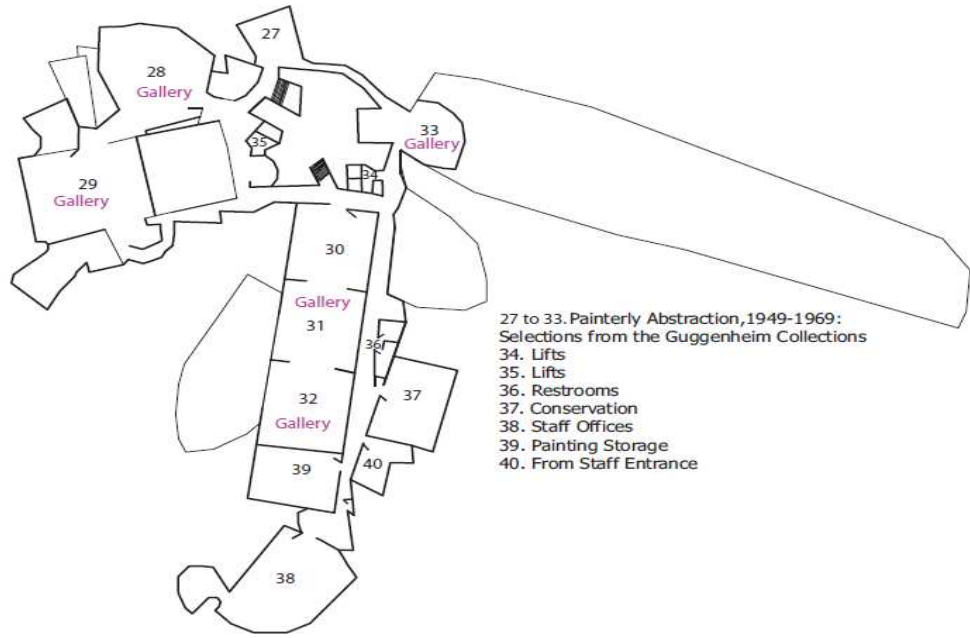 27
28
Gallery
33
Gallery
35
34
29
Gallery
30
Gallery
31
36
32
Gallery
37
39
40
38
27 to 33.Painterly Abstraction,1949-1969:
Selections from the Guggenheim Collections
34. Lifts
35. Lifts
36. Restrooms
37. Conservation
38. Staff Offices
39. Painting Storage
40. From Staff Entrance